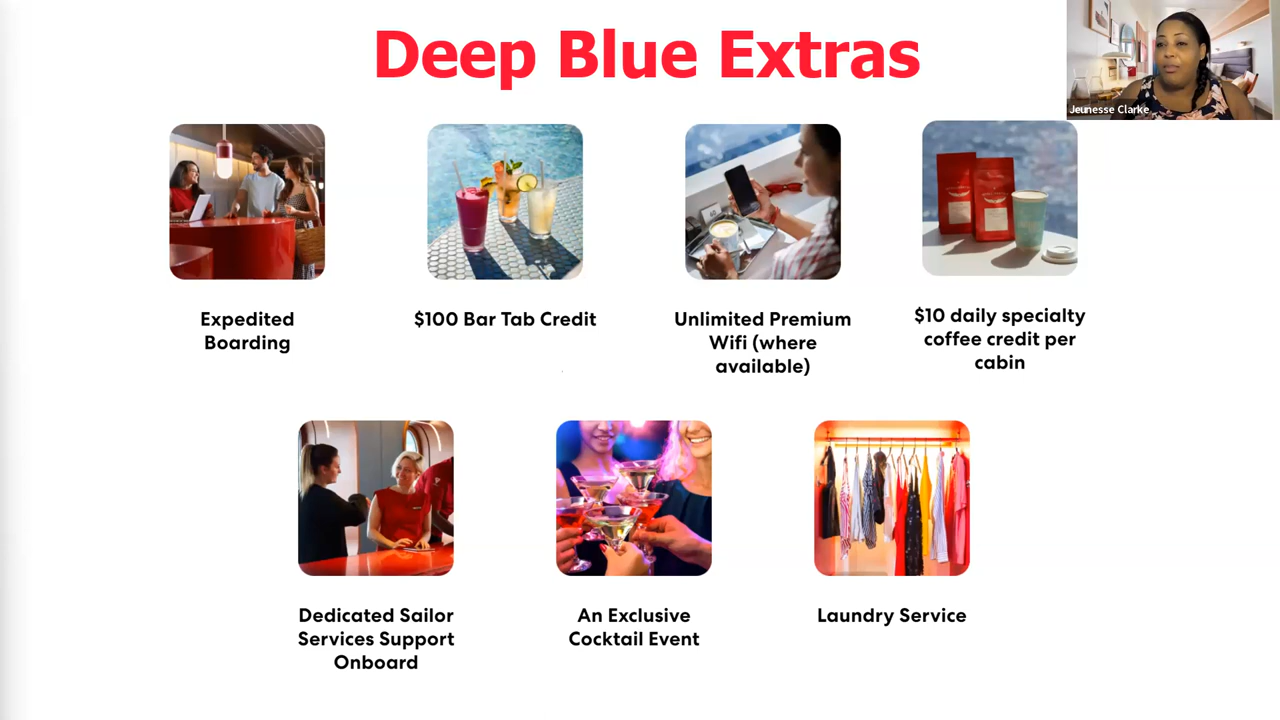 Deep Blue Extras
Jeunesse Clarke
Expedited
Boarding
$100 Bar Tab Credit
Unlimited Premium
Wifi (where
available)
$10 daily specialty
coffee credit per
cabin
Dedicated Sailor
Services Support
Onboard
An Exclusive
Cocktail Event
Laundry Service